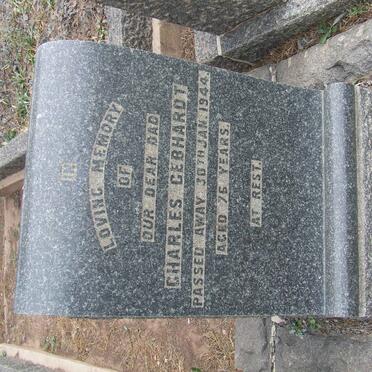 IN
LOVING MEMORY
OF
OUR DEAR DAD
CHARLES GEBHARDT
PASSED AWAY 30TH JAN. 1944.
AGED 75 YEARS.
AT REST.